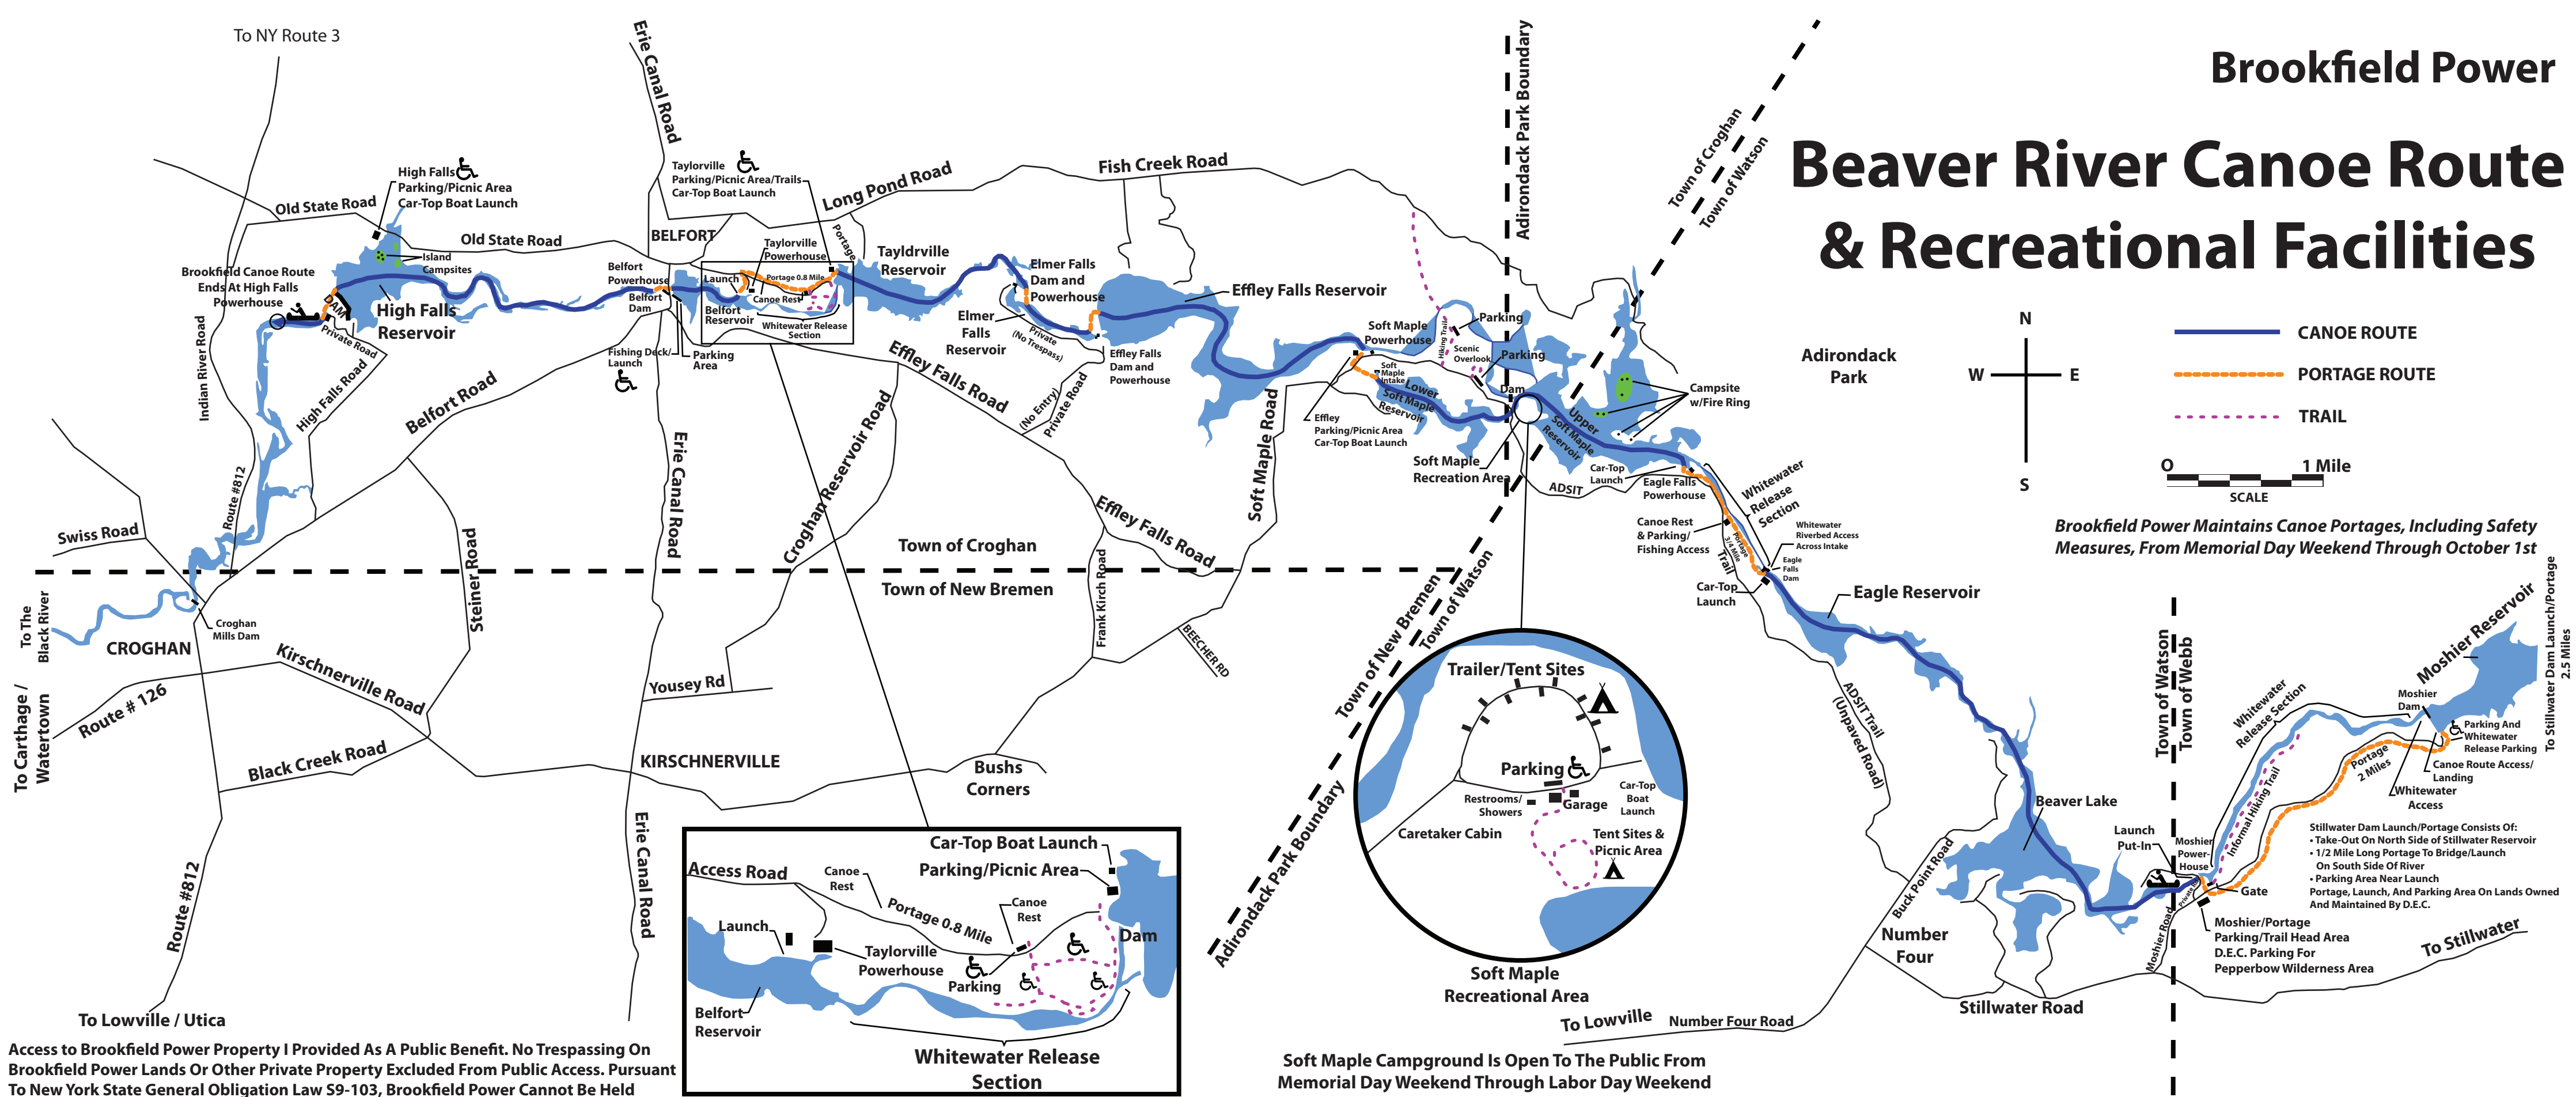 To NY Route 3
Erie Canal Road
Adirondack Park Boundary
Town of Croghan
Town of Watson
Brookfield Power
Beaver River Canoe Route
& Recreational Facilities
High Falls
Parking/Picnic Area
Car-Top Boat Launch
Taylorville
Parking/Picnic Area/Trails
Car-Top Boat Launch
Long Pond Road
Fish Creek Road
Old State Road
Old State Road
BELFORT
Island
Campsites
Brookfield Canoe Route
Ends At High Falls
Powerhouse
DAM
High Falls
Reservoir
Private Road
High Falls Road
Indian River Road
Route #812
Belfort
Powerhouse
Belfort
Dam
Fishing Deck/
Launch
Parking
Area
Taylorville
Powerhouse
Launch
Portage 0.8 Mile
Canoe Rest
Belfort
Reservoir
Whitewater Release
Section
Portage
Tayldrville
Reservoir
Elmer Falls
Dam and
Powerhouse
Elmer
Falls
Reservoir
Private
(No Trespass)
Effley Falls
Dam and
Powerhouse
Effley Falls Reservoir
(No Entry)
Private Road
Effley Falls Road
Effley Falls Road
Soft Maple
Powerhouse
Parking
Hiking Trail
Scenic
Overlook
Parking
Soft
Maple
Intake
Lower
Soft Maple
Reservoir
Dam
Effley
Parking/Picnic Area
Car-Top Boat Launch
Soft Maple
Recreation Area
Upper
Soft Maple
Reservoir
Campsite
w/Fire Ring
Adirondack
Park
N
W
E
S
CANOE ROUTE
PORTAGE ROUTE
TRAIL
O
1 Mile
SCALE
Brookfield Power Maintains Canoe Portages, Including Safety
Measures, From Memorial Day Weekend Through October 1st
ADSIT
Trail
Car-Top
Launch
Eagle Falls
Powerhouse
Whitewater
Release
Section
Canoe Rest
& Parking/
Fishing Access
Portage
3/4 Mile
Whitewater
Riverbed Access
Across Intake
Eagle
Falls
Dam
Car-Top
Launch
Eagle Reservoir
Belfort Road
Steiner Road
Erie Canal Road
Croghan Reservoir Road
Soft Maple Road
Frank Kirch Road
BEECHER RD
Swiss Road
Town of Croghan
Town of New Bremen
To The
Black River
Croghan
Mills Dam
CROGHAN
Kirschnerville Road
Route # 126
To Carthage /
Watertown
Black Creek Road
Yousey Rd
KIRSCHNERVILLE
Bushs
Corners
Erie Canal Road
Route #812
To Lowville / Utica
Town of New Bremen
Town of Watson
Adirondack Park Boundary
Trailer/Tent Sites
Parking
Restrooms/
Showers
Garage
Car-Top
Boat
Launch
Caretaker Cabin
Tent Sites &
Picnic Area
Soft Maple
Recreational Area
ADSIT Trail
(Unpaved Road)
Beaver Lake
Buck Point Road
Number
Four
Stillwater Road
To Stillwater
To Lowville
Number Four Road
Town of Watson
Town of Webb
Moshier Reservoir
To Stillwater Dam Launch/Portage
2.5 Miles
Whitewater
Release Section
Moshier
Dam
Parking And
Whitewater
Release Parking
Canoe Route Access/
Landing
Whitewater
Access
Portage
2 Miles
Informal Hiking Trail
Launch
Put-In
Moshier
Power-
House
Gate
Moshier Road
Moshier/Portage
Parking/Trail Head Area
D.E.C. Parking For
Pepperbow Wilderness Area
Stillwater Dam Launch/Portage Consists Of:
• Take-Out On North Side of Stillwater Reservoir
• 1/2 Mile Long Portage To Bridge/Launch
On South Side Of River
• Parking Area Near Launch
Portage, Launch, And Parking Area On Lands Owned
And Maintained By D.E.C.
Access Road
Canoe
Rest
Car-Top Boat Launch
Parking/Picnic Area
Portage 0.8 Mile
Canoe
Rest
Launch
Taylorville
Powerhouse
Parking
Dam
Belfort
Reservoir
Whitewater Release
Section
Access to Brookfield Power Property I Provided As A Public Benefit. No Trespassing On
Brookfield Power Lands Or Other Private Property Excluded From Public Access. Pursuant
To New York State General Obligation Law S9-103, Brookfield Power Cannot Be Held
Soft Maple Campground Is Open To The Public From
Memorial Day Weekend Through Labor Day Weekend